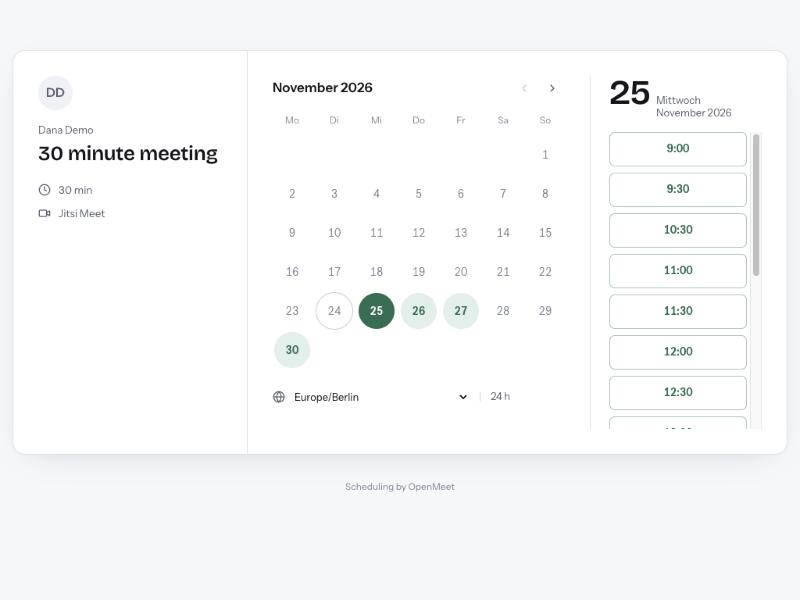 DD
Dana Demo
30 minute meeting
30 min
Jitsi Meet
November 2026
Mo Di Mi Do Fr Sa So
1
2 3 4 5 6 7 8
9 10 11 12 13 14 15
16 17 18 19 20 21 22
23 24 25 26 27 28 29
30
Europe/Berlin
24 h
25
Mittwoch
November 2026
9:00
9:30
10:30
11:00
11:30
12:00
12:30
Scheduling by OpenMeet